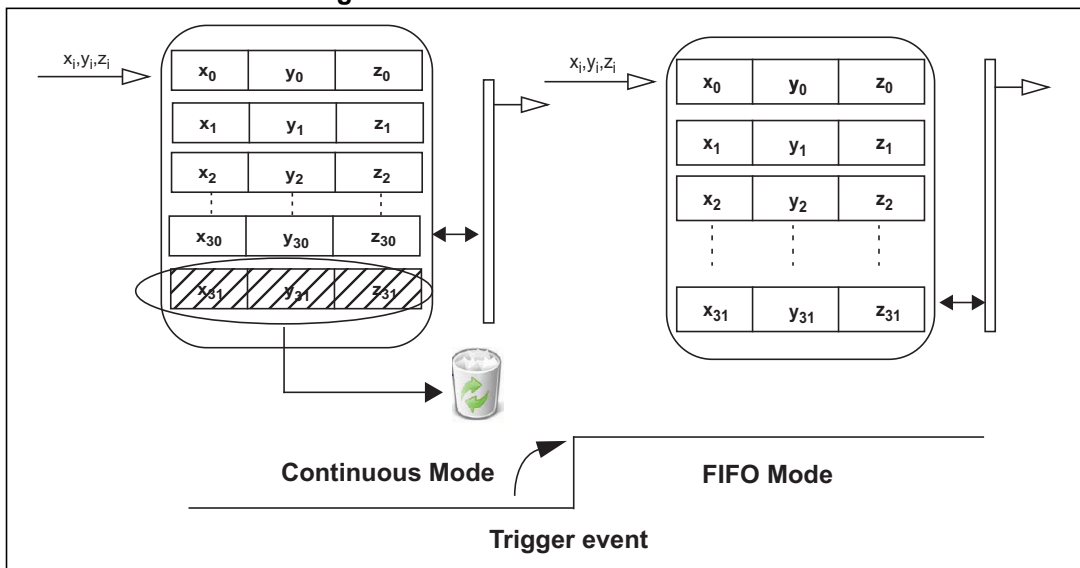 xᵢ,yᵢ,zᵢ
x₀ y₀ z₀
x₁ y₁ z₁
x₂ y₂ z₂
x₃₀ y₃₀ z₃₀
x₃₁ y₃₁ z₃₁
xᵢ,yᵢ,zᵢ
x₀ y₀ z₀
x₁ y₁ z₁
x₂ y₂ z₂
x₃₁ y₃₁ z₃₁
Continuous Mode
FIFO Mode
Trigger event